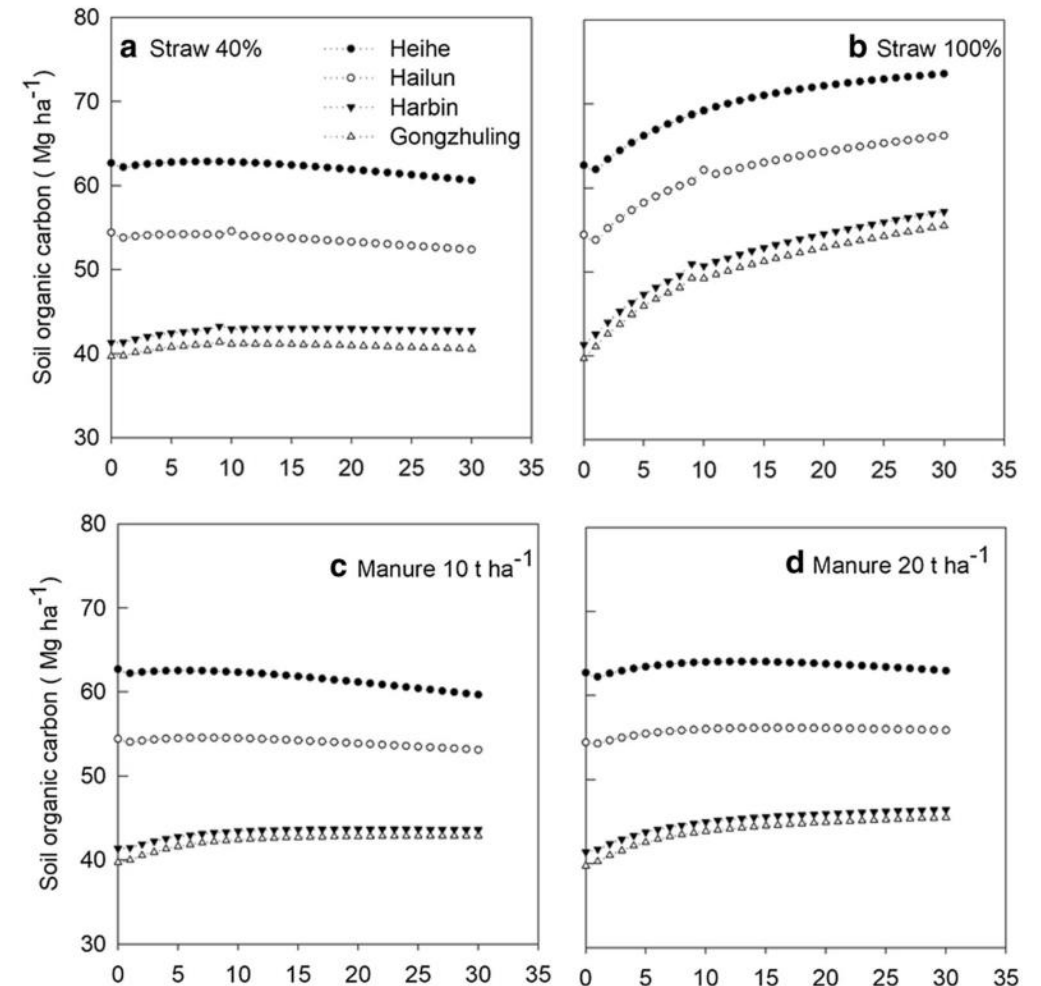 a Straw 40%
Heihe
Hailun
Harbin
Gongzhuling
b Straw 100%
Soil organic carbon ( Mg ha-1)
80
70
60
50
40
30
0 5 10 15 20 25 30 35
0 5 10 15 20 25 30 35
c Manure 10 t ha-1
d Manure 20 t ha-1
Soil organic carbon ( Mg ha-1)
80
70
60
50
40
30
0 5 10 15 20 25 30 35
0 5 10 15 20 25 30 35